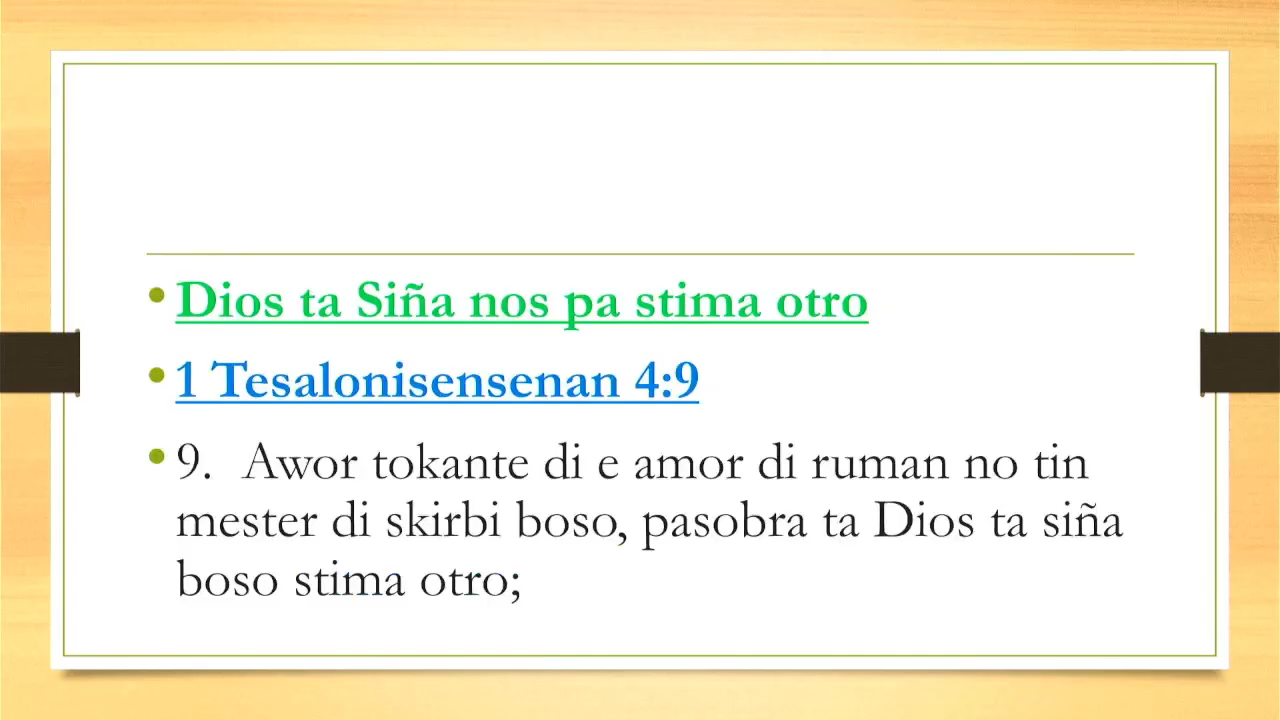 • Dios ta Siña nos pa stima otro
• 1 Tesalonisensenan 4:9
• 9. Awor tokante di e amor di ruman no tin
mester di skirbi boso, pasobra ta Dios ta siña
boso stima otro;